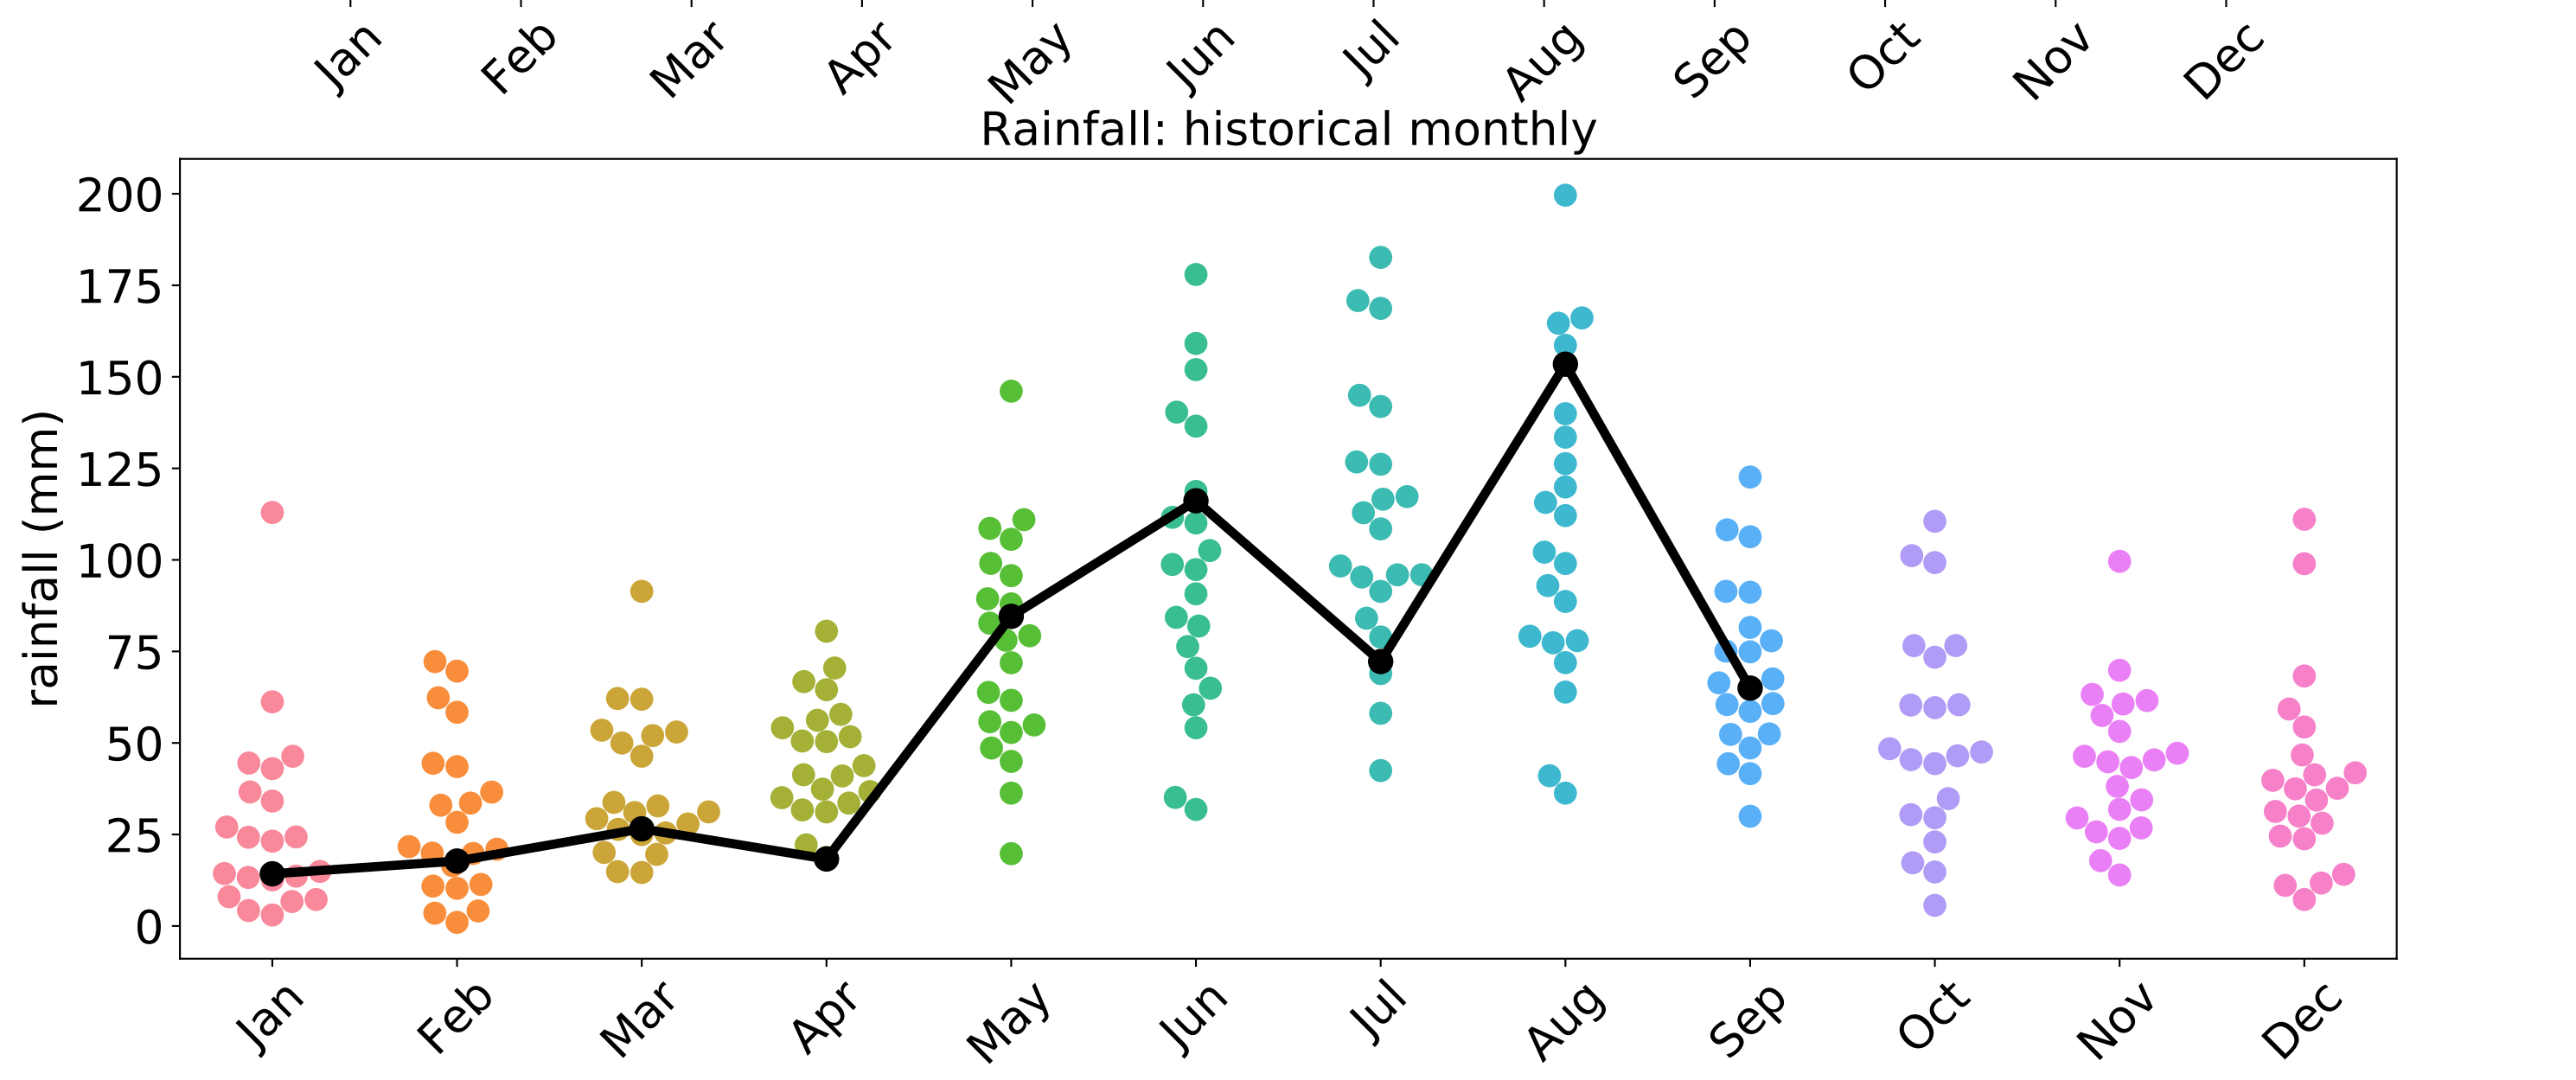 Jan Feb Mar Apr May Jun Jul Aug Sep Oct Nov Dec
Rainfall: historical monthly
rainfall (mm)
200
175
150
125
100
75
50
25
0
Jan Feb Mar Apr May Jun Jul Aug Sep Oct Nov Dec